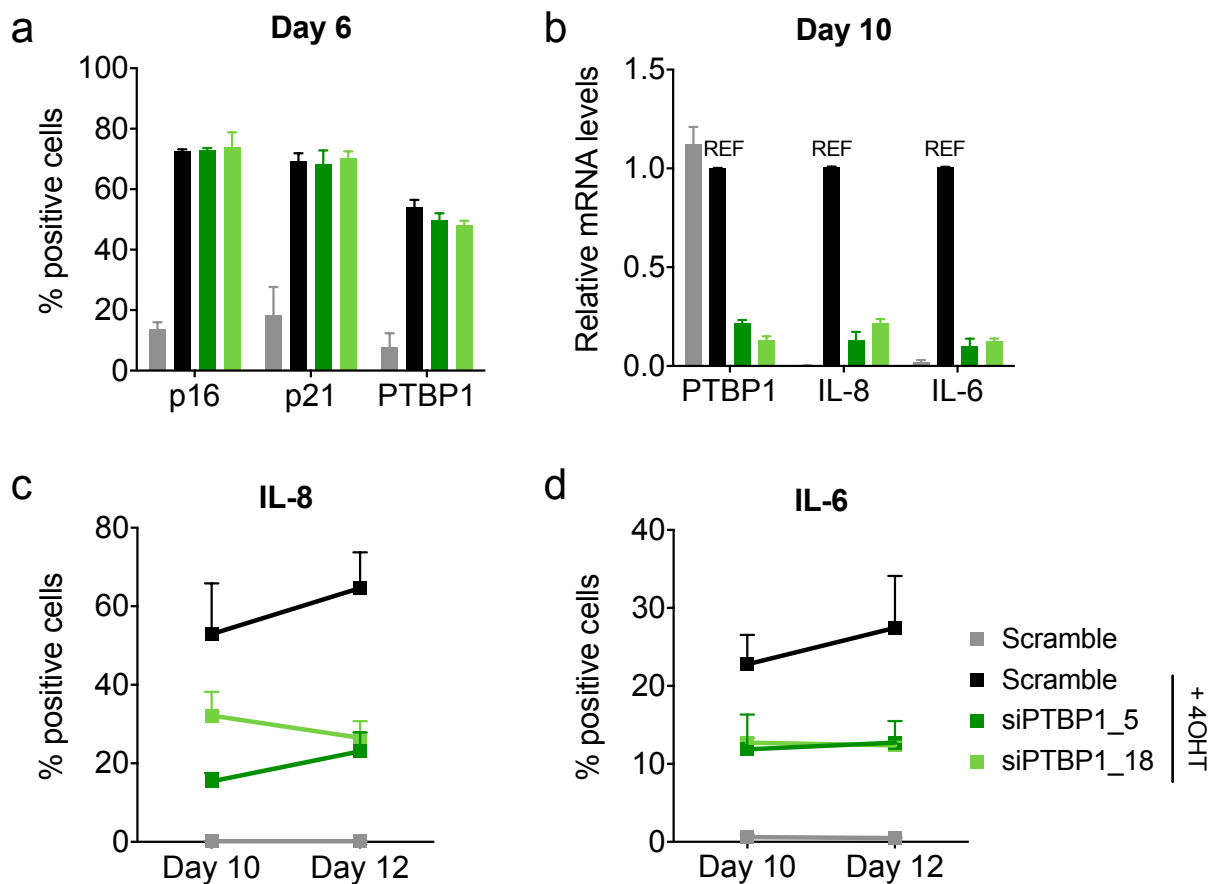 a
Day 6
% positive cells
100
80
60
40
20
0
p16 p21 PTBP1
b
Day 10
Relative mRNA levels
1.5
1.0
0.5
0.0
REF REF REF
PTBP1 IL-8 IL-6
c
IL-8
% positive cells
80
60
40
20
0
Day 10 Day 12
d
IL-6
% positive cells
40
30
20
10
0
Day 10 Day 12
Scramble
Scramble
siPTBP1_5
siPTBP1_18
+ 4OHT